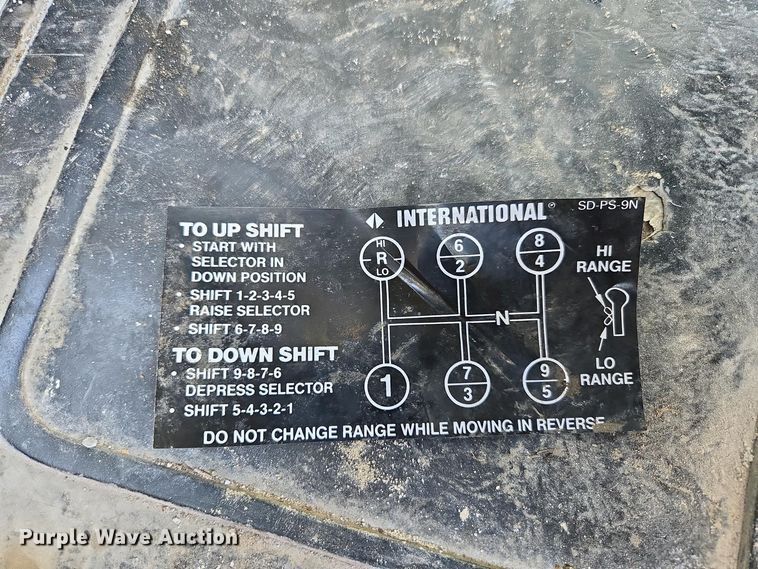 INTERNATIONAL®
SD-PS-9N
TO UP SHIFT
• START WITH
SELECTOR IN
DOWN POSITION
• SHIFT 1-2-3-4-5
RAISE SELECTOR
• SHIFT 6-7-8-9
TO DOWN SHIFT
• SHIFT 9-8-7-6
DEPRESS SELECTOR
• SHIFT 5-4-3-2-1
HI
R
LO
6
2
8
4
N
1
7
3
9
5
HI
RANGE
LO
RANGE
DO NOT CHANGE RANGE WHILE MOVING IN REVERSE
Purple Wave Auction